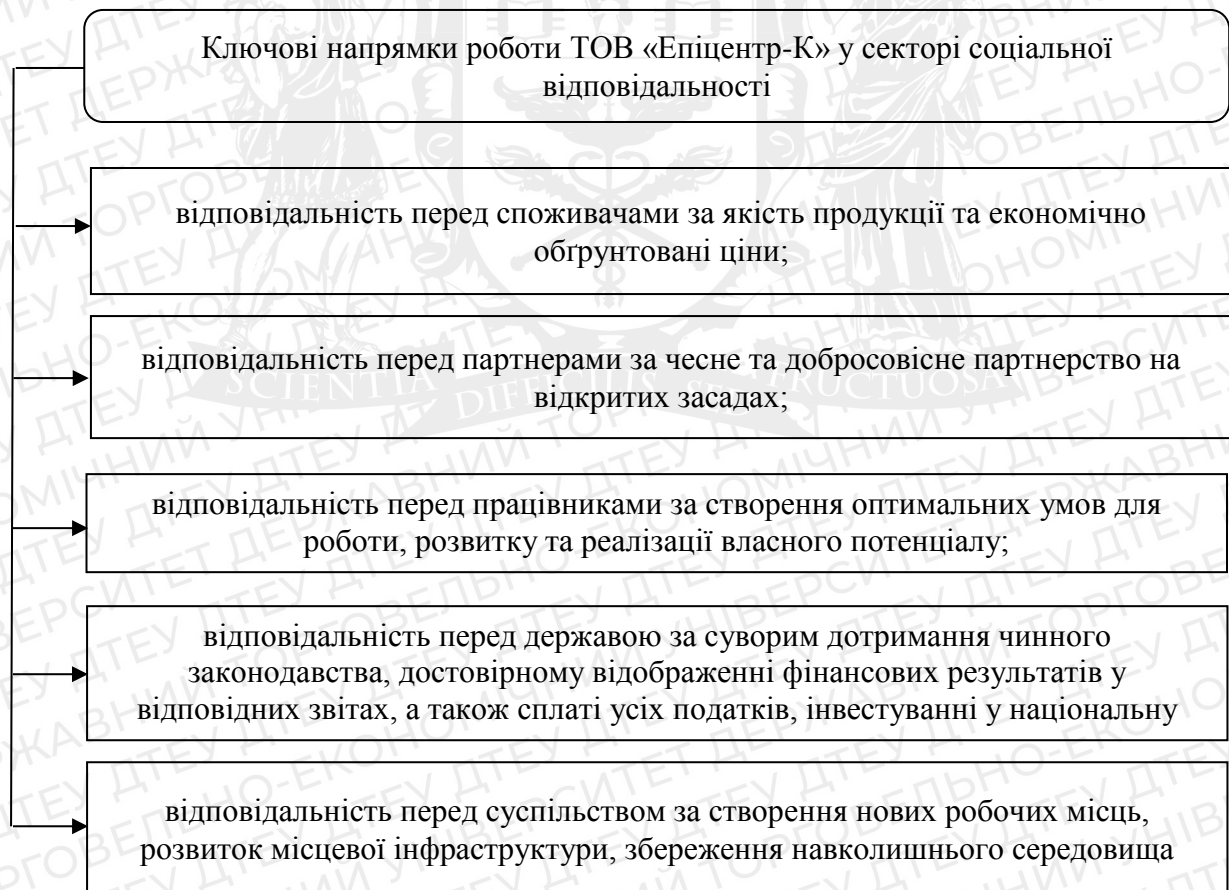 Ключові напрямки роботи ТОВ «Епіцентр-К» у секторі соціальної
відповідальності
відповідальність перед споживачами за якість продукції та економічно
обґрунтовані ціни;
відповідальність перед партнерами за чесне та добросовісне партнерство на
відкритих засадах;
відповідальність перед працівниками за створення оптимальних умов для
роботи, розвитку та реалізації власного потенціалу;
відповідальність перед державою за суворим дотримання чинного
законодавства, достовірному відображенні фінансових результатів у
відповідних звітах, а також сплаті усіх податків, інвестуванні у національну
відповідальність перед суспільством за створення нових робочих місць,
розвиток місцевої інфраструктури, збереження навколишнього середовища